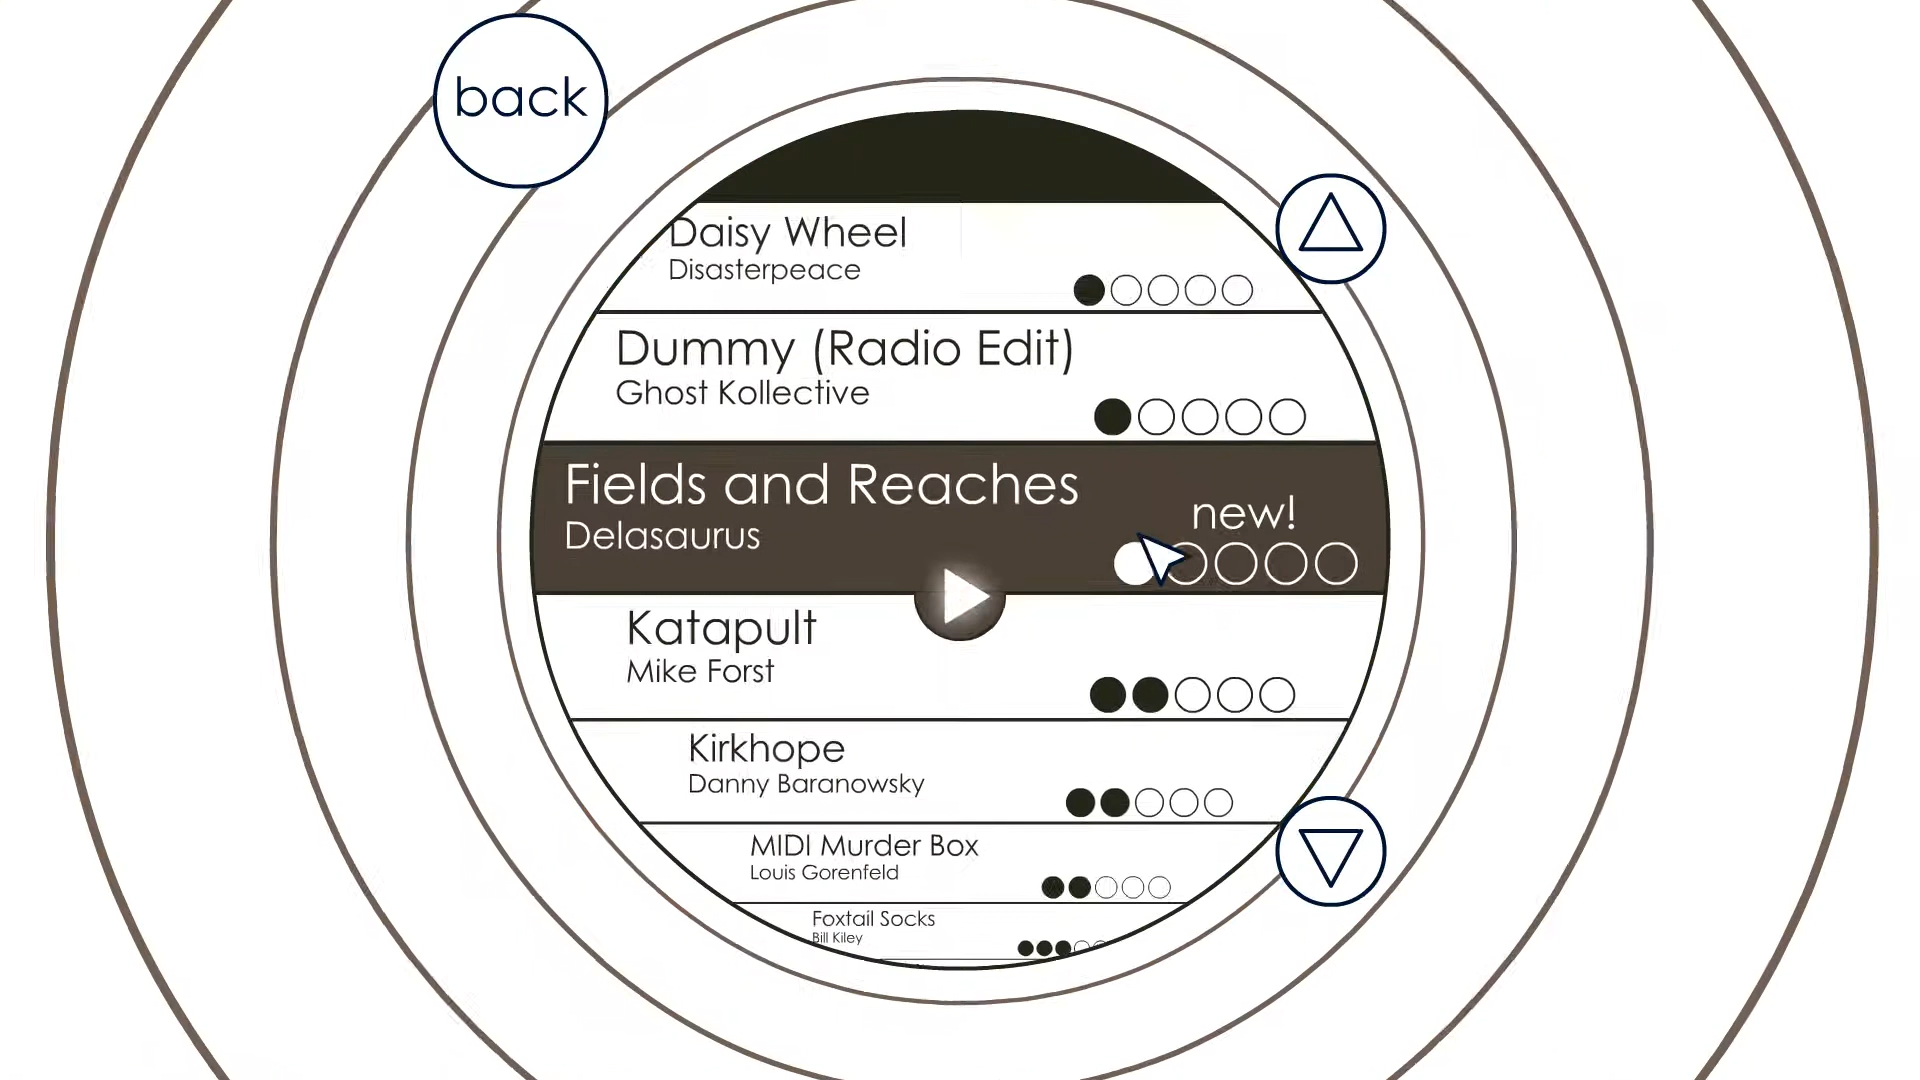 back
Daisy Wheel
Disasterpeace
Dummy (Radio Edit)
Ghost Kollective
Fields and Reaches
Delasaurus
new!
Katapult
Mike Forst
Kirkhope
Danny Baranowsky
MIDI Murder Box
Louis Gorenfeld
Foxtail Socks
Bill Kiley